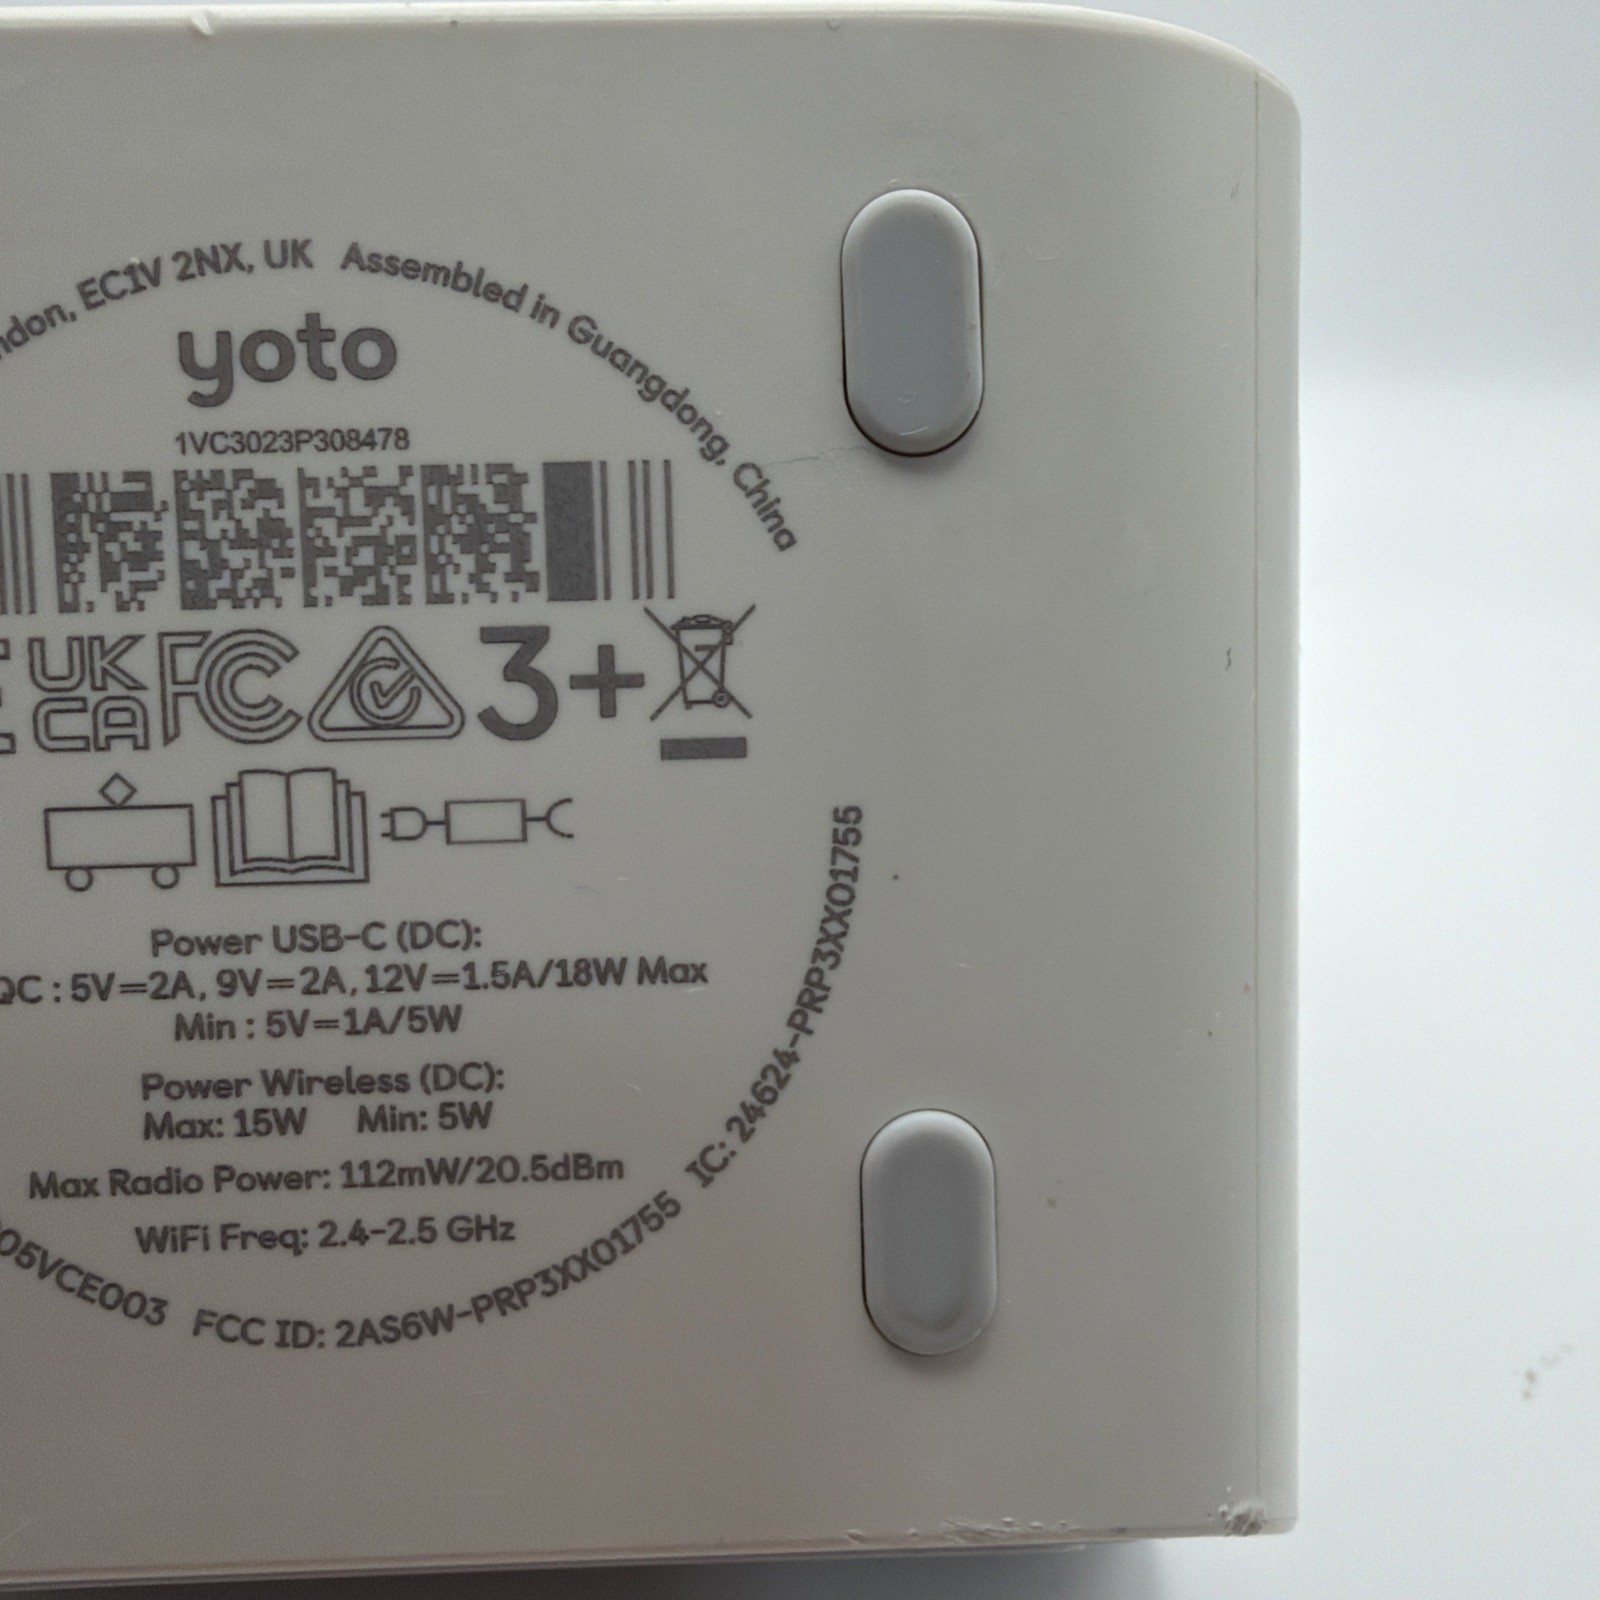 EC1V 2NX, UK Assembled in Guangdong, China
yoto
1VC3023P308478
UK
CA
FC
3+
Power USB-C (DC):
QC : 5V⎓2A, 9V⎓2A, 12V⎓1.5A/18W Max
Min : 5V⎓1A/5W
Power Wireless (DC):
Max: 15W Min: 5W
Max Radio Power: 112mW/20.5dBm
WiFi Freq: 2.4-2.5 GHz
FCC ID: 2AS6W-PRP3XX01755 IC: 24624-PRP3XX01755